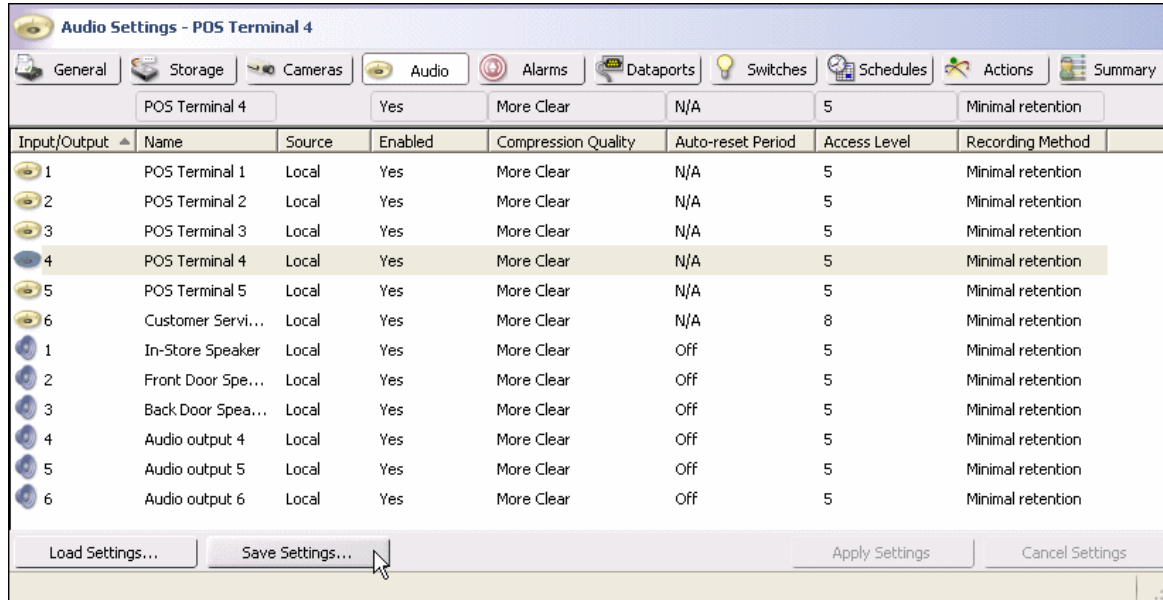 Audio Settings - POS Terminal 4
General Storage Cameras Audio Alarms Dataports Switches Schedules Actions Summary
POS Terminal 4 Yes More Clear N/A 5 Minimal retention
Input/Output Name Source Enabled Compression Quality Auto-reset Period Access Level Recording Method
1 POS Terminal 1 Local Yes More Clear N/A 5 Minimal retention
2 POS Terminal 2 Local Yes More Clear N/A 5 Minimal retention
3 POS Terminal 3 Local Yes More Clear N/A 5 Minimal retention
4 POS Terminal 4 Local Yes More Clear N/A 5 Minimal retention
5 POS Terminal 5 Local Yes More Clear N/A 5 Minimal retention
6 Customer Servi... Local Yes More Clear N/A 8 Minimal retention
1 In-Store Speaker Local Yes More Clear Off 5 Minimal retention
2 Front Door Spe... Local Yes More Clear Off 5 Minimal retention
3 Back Door Spea... Local Yes More Clear Off 5 Minimal retention
4 Audio output 4 Local Yes More Clear Off 5 Minimal retention
5 Audio output 5 Local Yes More Clear Off 5 Minimal retention
6 Audio output 6 Local Yes More Clear Off 5 Minimal retention
Load Settings... Save Settings... Apply Settings Cancel Settings